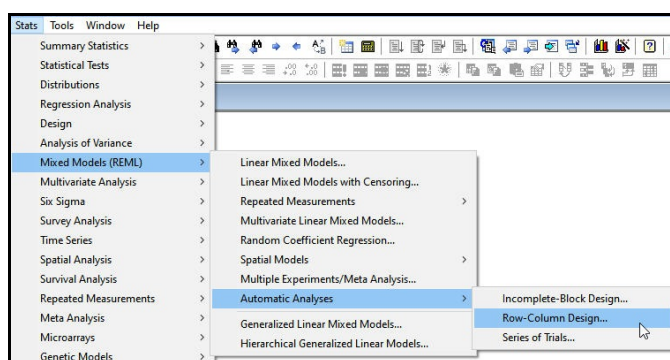 Stats Tools Window Help
Summary Statistics
Statistical Tests
Distributions
Regression Analysis
Design
Analysis of Variance
Mixed Models (REML)
Multivariate Analysis
Six Sigma
Survey Analysis
Time Series
Spatial Analysis
Survival Analysis
Repeated Measurements
Meta Analysis
Microarrays
Genetic Models
Linear Mixed Models...
Linear Mixed Models with Censoring...
Repeated Measurements
Multivariate Linear Mixed Models...
Random Coefficient Regression...
Spatial Models
Multiple Experiments/Meta Analysis...
Automatic Analyses
Generalized Linear Mixed Models...
Hierarchical Generalized Linear Models...
Incomplete-Block Design...
Row-Column Design...
Series of Trials...